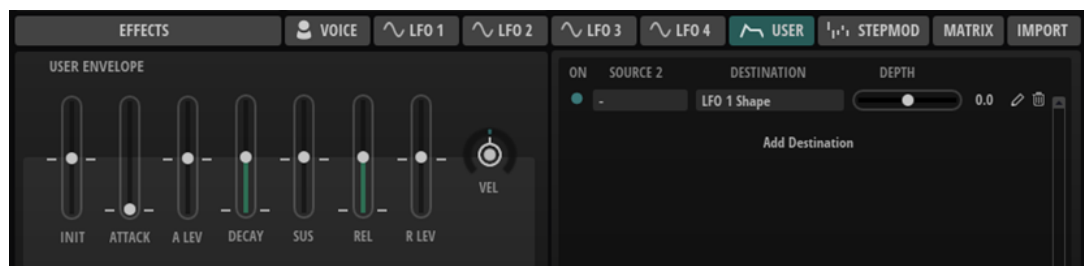 EFFECTS VOICE LFO 1 LFO 2 LFO 3 LFO 4 USER STEPMOD MATRIX IMPORT
USER ENVELOPE
INIT ATTACK A LEV DECAY SUS REL R LEV VEL
ON SOURCE 2 DESTINATION DEPTH
- LFO 1 Shape 0.0
Add Destination